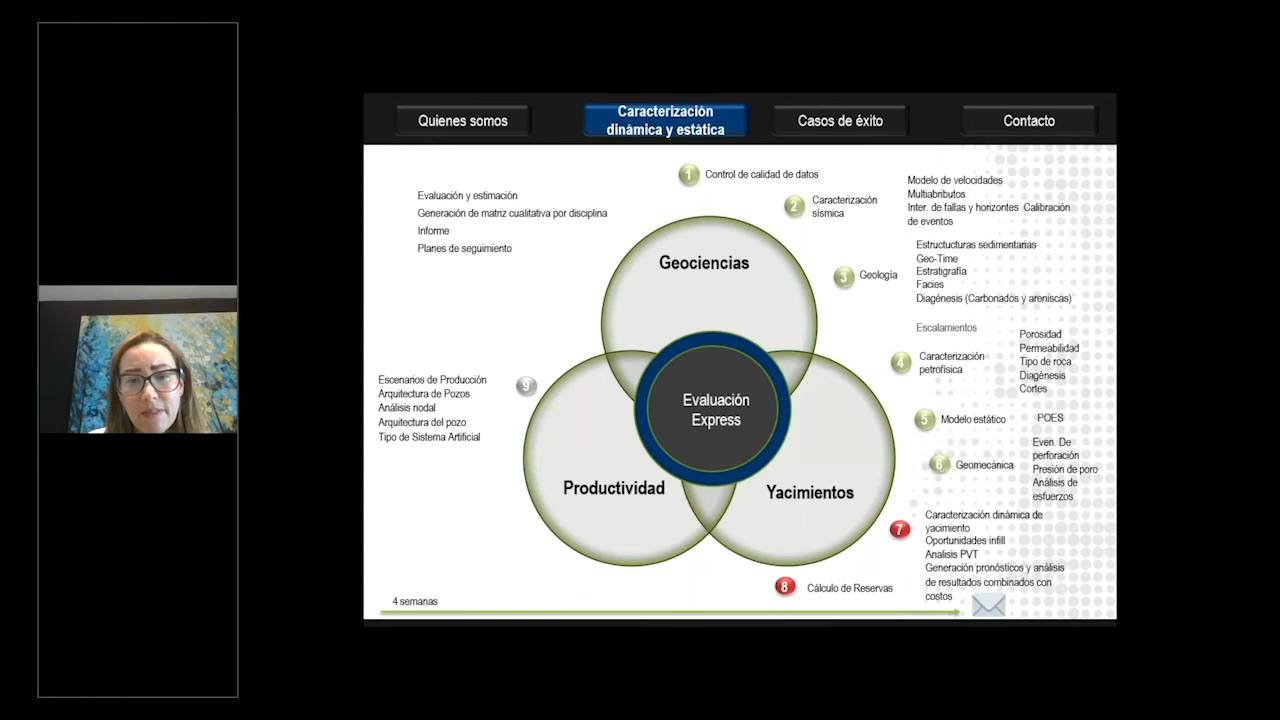 Quienes somos
Caracterización
dinámica y estática
Casos de éxito
Contacto
1 Control de calidad de datos
2 Caracterización
sísmica
Modelo de velocidades
Multiabributos
Inter. de fallas y horizontes Calibración
de eventos
Evaluación y estimación
Generación de matriz cualitativa por disciplina
Informe
Planes de seguimiento
Geociencias
3 Geología
Estructucturas sedimentarias
Geo-Time
Estratigrafía
Facies
Diagénesis (Carbonados y areniscas)
Escalamientos
4 Caracterización
petrofísica
Porosidad
Permeabilidad
Tipo de roca
Diagénesis
Cortes
9
Escenarios de Producción
Arquitectura de Pozos
Análisis nodal
Arquitectura del pozo
Tipo de Sistema Artificial
Evaluación
Express
5 Modelo estático
POES
6 Geomecánica
Even. De
perforación
Presión de poro
Análisis de
esfuerzos
Productividad
Yacimientos
7
Caracterización dinámica de
yacimiento
Oportunidades infill
Analisis PVT
Generación pronósticos y análisis
de resultados combinados con
costos
8 Cálculo de Reservas
4 semanas